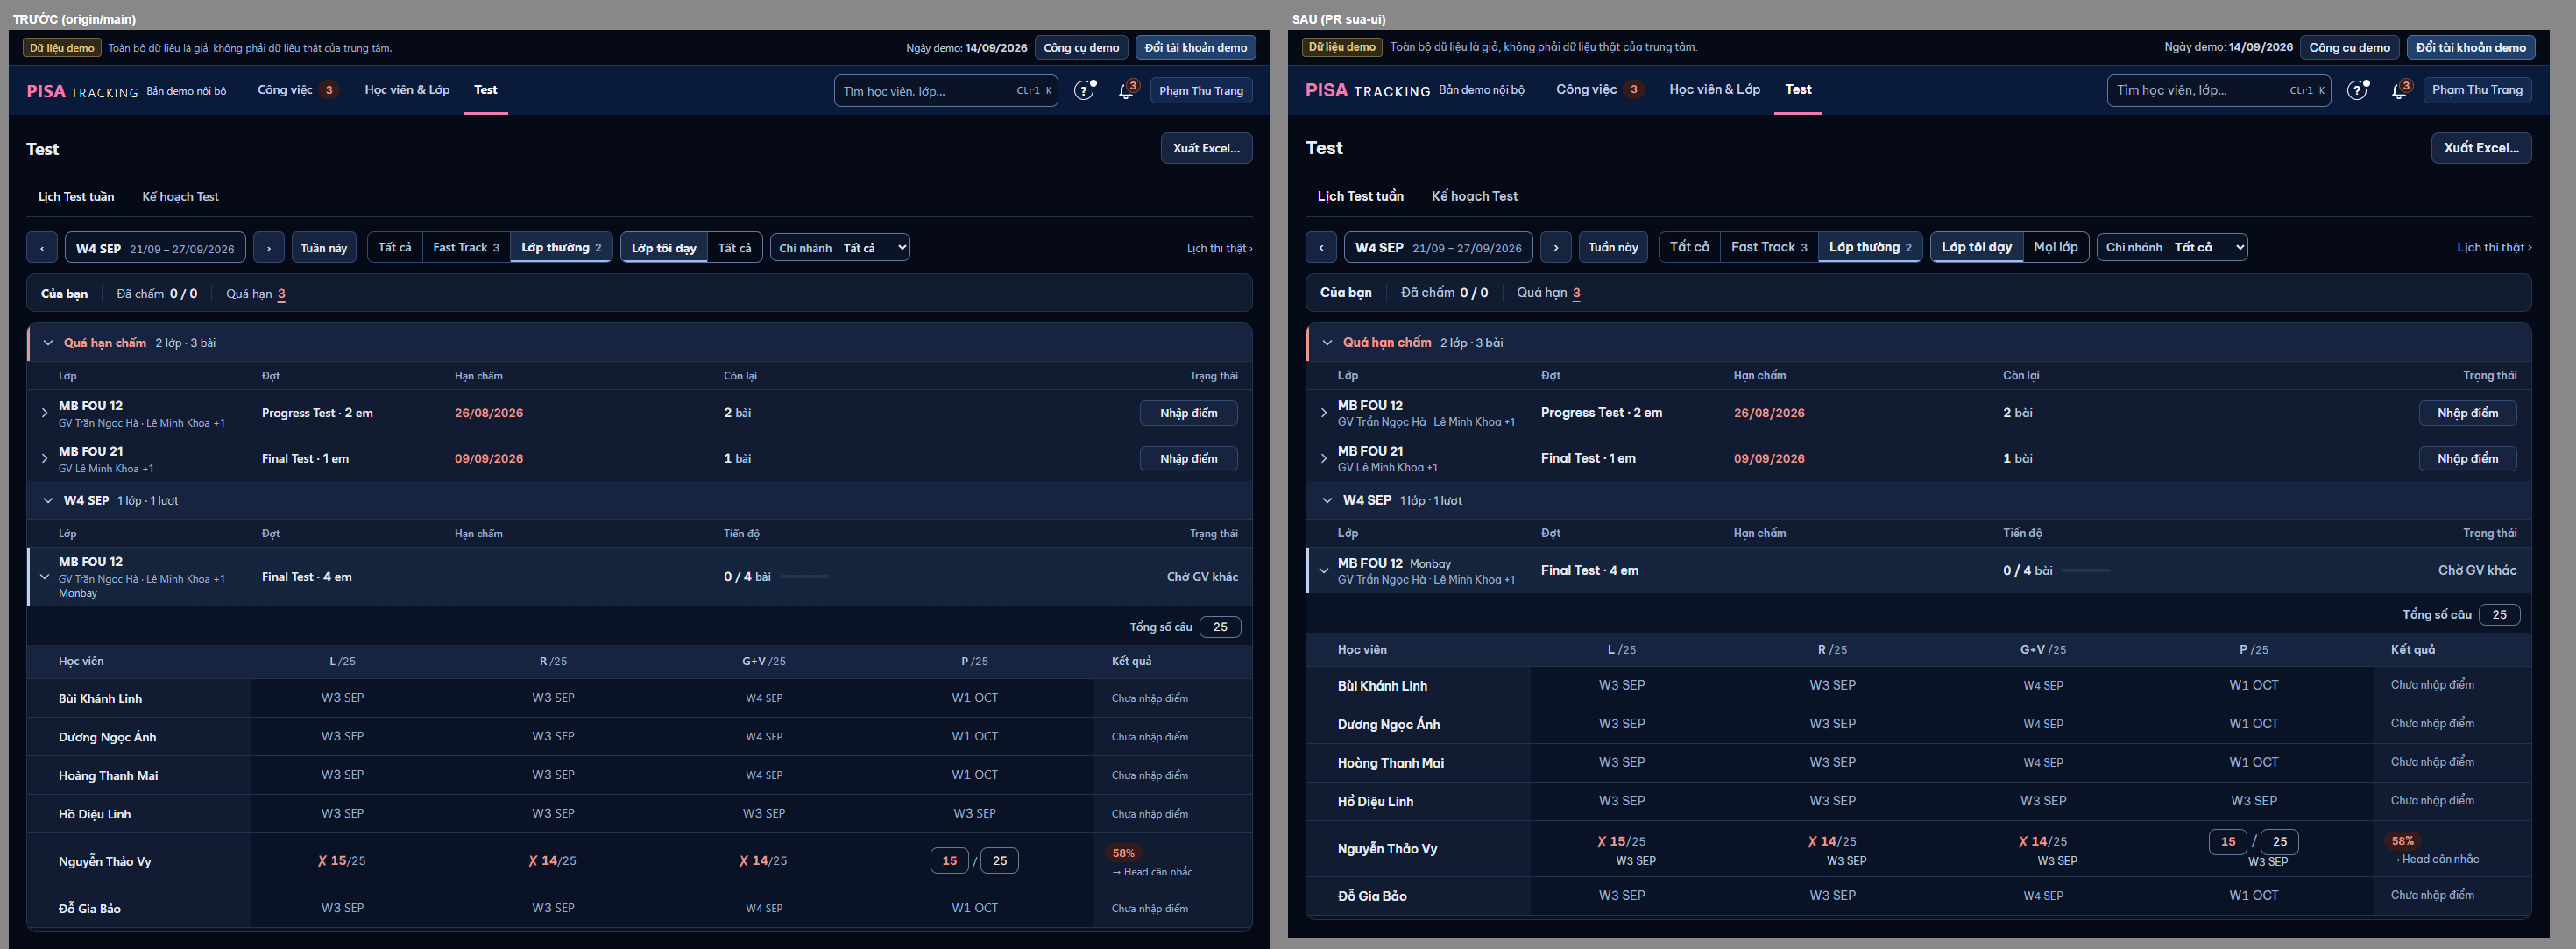 TRƯỚC (origin/main)
Dữ liệu demo Toàn bộ dữ liệu là giả, không phải dữ liệu thật của trung tâm. Ngày demo: 14/09/2026 Công cụ demo Đổi tài khoản demo
PISA TRACKING Bản demo nội bộ Công việc 3 Học viên & Lớp Test Tìm học viên, lớp... Ctrl K ? 3 Phạm Thu Trang
Test Xuất Excel...
Lịch Test tuần Kế hoạch Test
‹ W4 SEP 21/09 – 27/09/2026 › Tuần này Tất cả Fast Track 3 Lớp thường 2 Lớp tôi dạy Tất cả Chi nhánh Tất cả Lịch thi thật ›
Của bạn Đã chấm 0 / 0 Quá hạn 3
Quá hạn chấm 2 lớp · 3 bài
Lớp Đợt Hạn chấm Còn lại Trạng thái
MB FOU 12 Progress Test · 2 em 26/08/2026 2 bài Nhập điểm
GV Trần Ngọc Hà · Lê Minh Khoa +1
MB FOU 21 Final Test · 1 em 09/09/2026 1 bài Nhập điểm
GV Lê Minh Khoa +1
W4 SEP 1 lớp · 1 lượt
Lớp Đợt Hạn chấm Tiến độ Trạng thái
MB FOU 12 Final Test · 4 em 0 / 4 bài Chờ GV khác
GV Trần Ngọc Hà · Lê Minh Khoa +1
Monbay
Tổng số câu 25
Học viên L /25 R /25 G+V /25 P /25 Kết quả
Bùi Khánh Linh W3 SEP W3 SEP W4 SEP W1 OCT Chưa nhập điểm
Dương Ngọc Ánh W3 SEP W3 SEP W4 SEP W1 OCT Chưa nhập điểm
Hoàng Thanh Mai W3 SEP W3 SEP W4 SEP W1 OCT Chưa nhập điểm
Hồ Diệu Linh W3 SEP W3 SEP W3 SEP W3 SEP Chưa nhập điểm
Nguyễn Thảo Vy ✗ 15/25 ✗ 14/25 ✗ 14/25 15 / 25 58%
→ Head cân nhắc
Đỗ Gia Bảo W3 SEP W3 SEP W4 SEP W1 OCT Chưa nhập điểm
SAU (PR sua-ui)
Dữ liệu demo Toàn bộ dữ liệu là giả, không phải dữ liệu thật của trung tâm. Ngày demo: 14/09/2026 Công cụ demo Đổi tài khoản demo
PISA TRACKING Bản demo nội bộ Công việc 3 Học viên & Lớp Test Tìm học viên, lớp... Ctrl K ? 3 Phạm Thu Trang
Test Xuất Excel...
Lịch Test tuần Kế hoạch Test
‹ W4 SEP 21/09 – 27/09/2026 › Tuần này Tất cả Fast Track 3 Lớp thường 2 Lớp tôi dạy Mọi lớp Chi nhánh Tất cả Lịch thi thật ›
Của bạn Đã chấm 0 / 0 Quá hạn 3
Quá hạn chấm 2 lớp · 3 bài
Lớp Đợt Hạn chấm Còn lại Trạng thái
MB FOU 12 Progress Test · 2 em 26/08/2026 2 bài Nhập điểm
GV Trần Ngọc Hà · Lê Minh Khoa +1
MB FOU 21 Final Test · 1 em 09/09/2026 1 bài Nhập điểm
GV Lê Minh Khoa +1
W4 SEP 1 lớp · 1 lượt
Lớp Đợt Hạn chấm Tiến độ Trạng thái
MB FOU 12 Monbay Final Test · 4 em 0 / 4 bài Chờ GV khác
GV Trần Ngọc Hà · Lê Minh Khoa +1
Tổng số câu 25
Học viên L /25 R /25 G+V /25 P /25 Kết quả
Bùi Khánh Linh W3 SEP W3 SEP W4 SEP W1 OCT Chưa nhập điểm
Dương Ngọc Ánh W3 SEP W3 SEP W4 SEP W1 OCT Chưa nhập điểm
Hoàng Thanh Mai W3 SEP W3 SEP W4 SEP W1 OCT Chưa nhập điểm
Hồ Diệu Linh W3 SEP W3 SEP W3 SEP W3 SEP Chưa nhập điểm
Nguyễn Thảo Vy ✗ 15/25 ✗ 14/25 ✗ 14/25 15 / 25 58%
W3 SEP W3 SEP W3 SEP W3 SEP → Head cân nhắc
Đỗ Gia Bảo W3 SEP W3 SEP W4 SEP W1 OCT Chưa nhập điểm